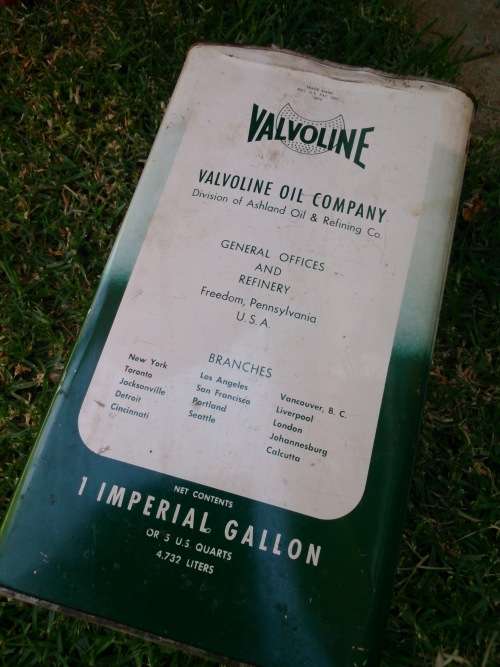 TRADE MARK
VALVOLINE
VALVOLINE OIL COMPANY
Division of Ashland Oil & Refining Co.
GENERAL OFFICES
AND
REFINERY
Freedom, Pennsylvania
U.S.A.
BRANCHES
New York
Toronto
Jacksonville
Detroit
Cincinnati
Los Angeles
San Francisco
Portland
Seattle
Vancouver, B. C.
Liverpool
London
Johannesburg
Calcutta
NET CONTENTS
1 IMPERIAL GALLON
OR 5 U.S QUARTS
4.732 LITERS